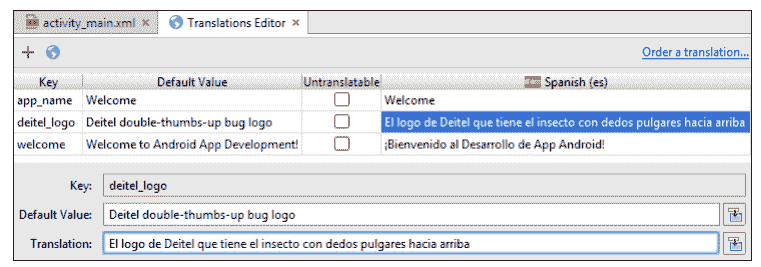 activity_main.xml Translations Editor
Order a translation...
Key Default Value Untranslatable Spanish (es)
app_name Welcome Welcome
deitel_logo Deitel double-thumbs-up bug logo El logo de Deitel que tiene el insecto con dedos pulgares hacia arriba
welcome Welcome to Android App Development! ¡Bienvenido al Desarrollo de App Android!
Key: deitel_logo
Default Value: Deitel double-thumbs-up bug logo
Translation: El logo de Deitel que tiene el insecto con dedos pulgares hacia arriba